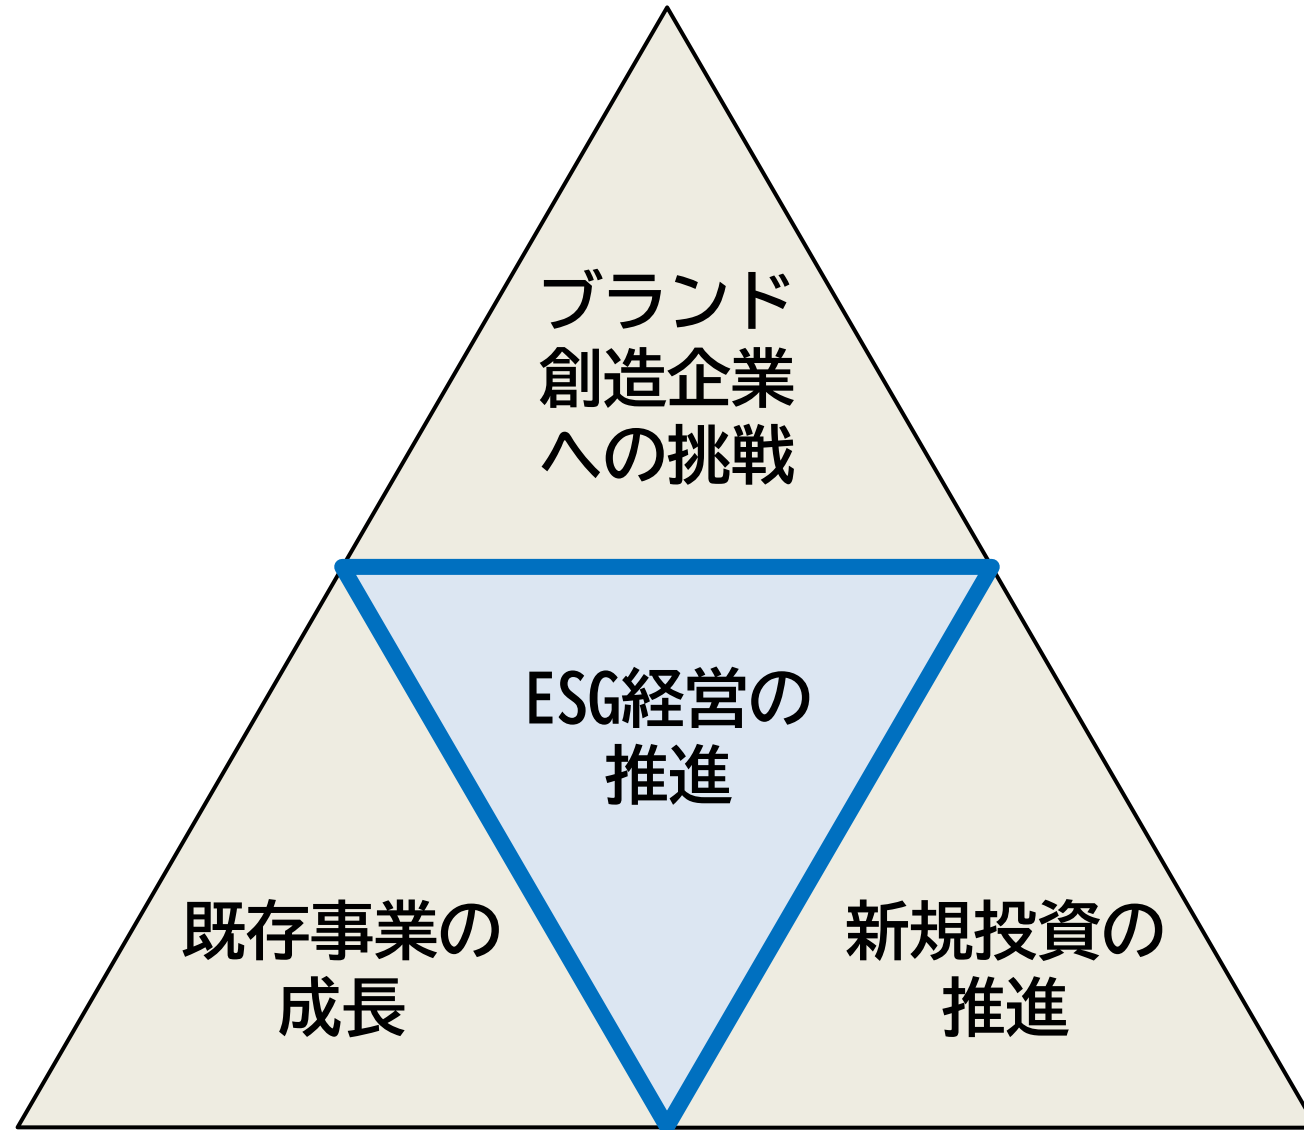 ブランド
創造企業
への挑戦
ESG経営の
推進
既存事業の
成長
新規投資の
推進